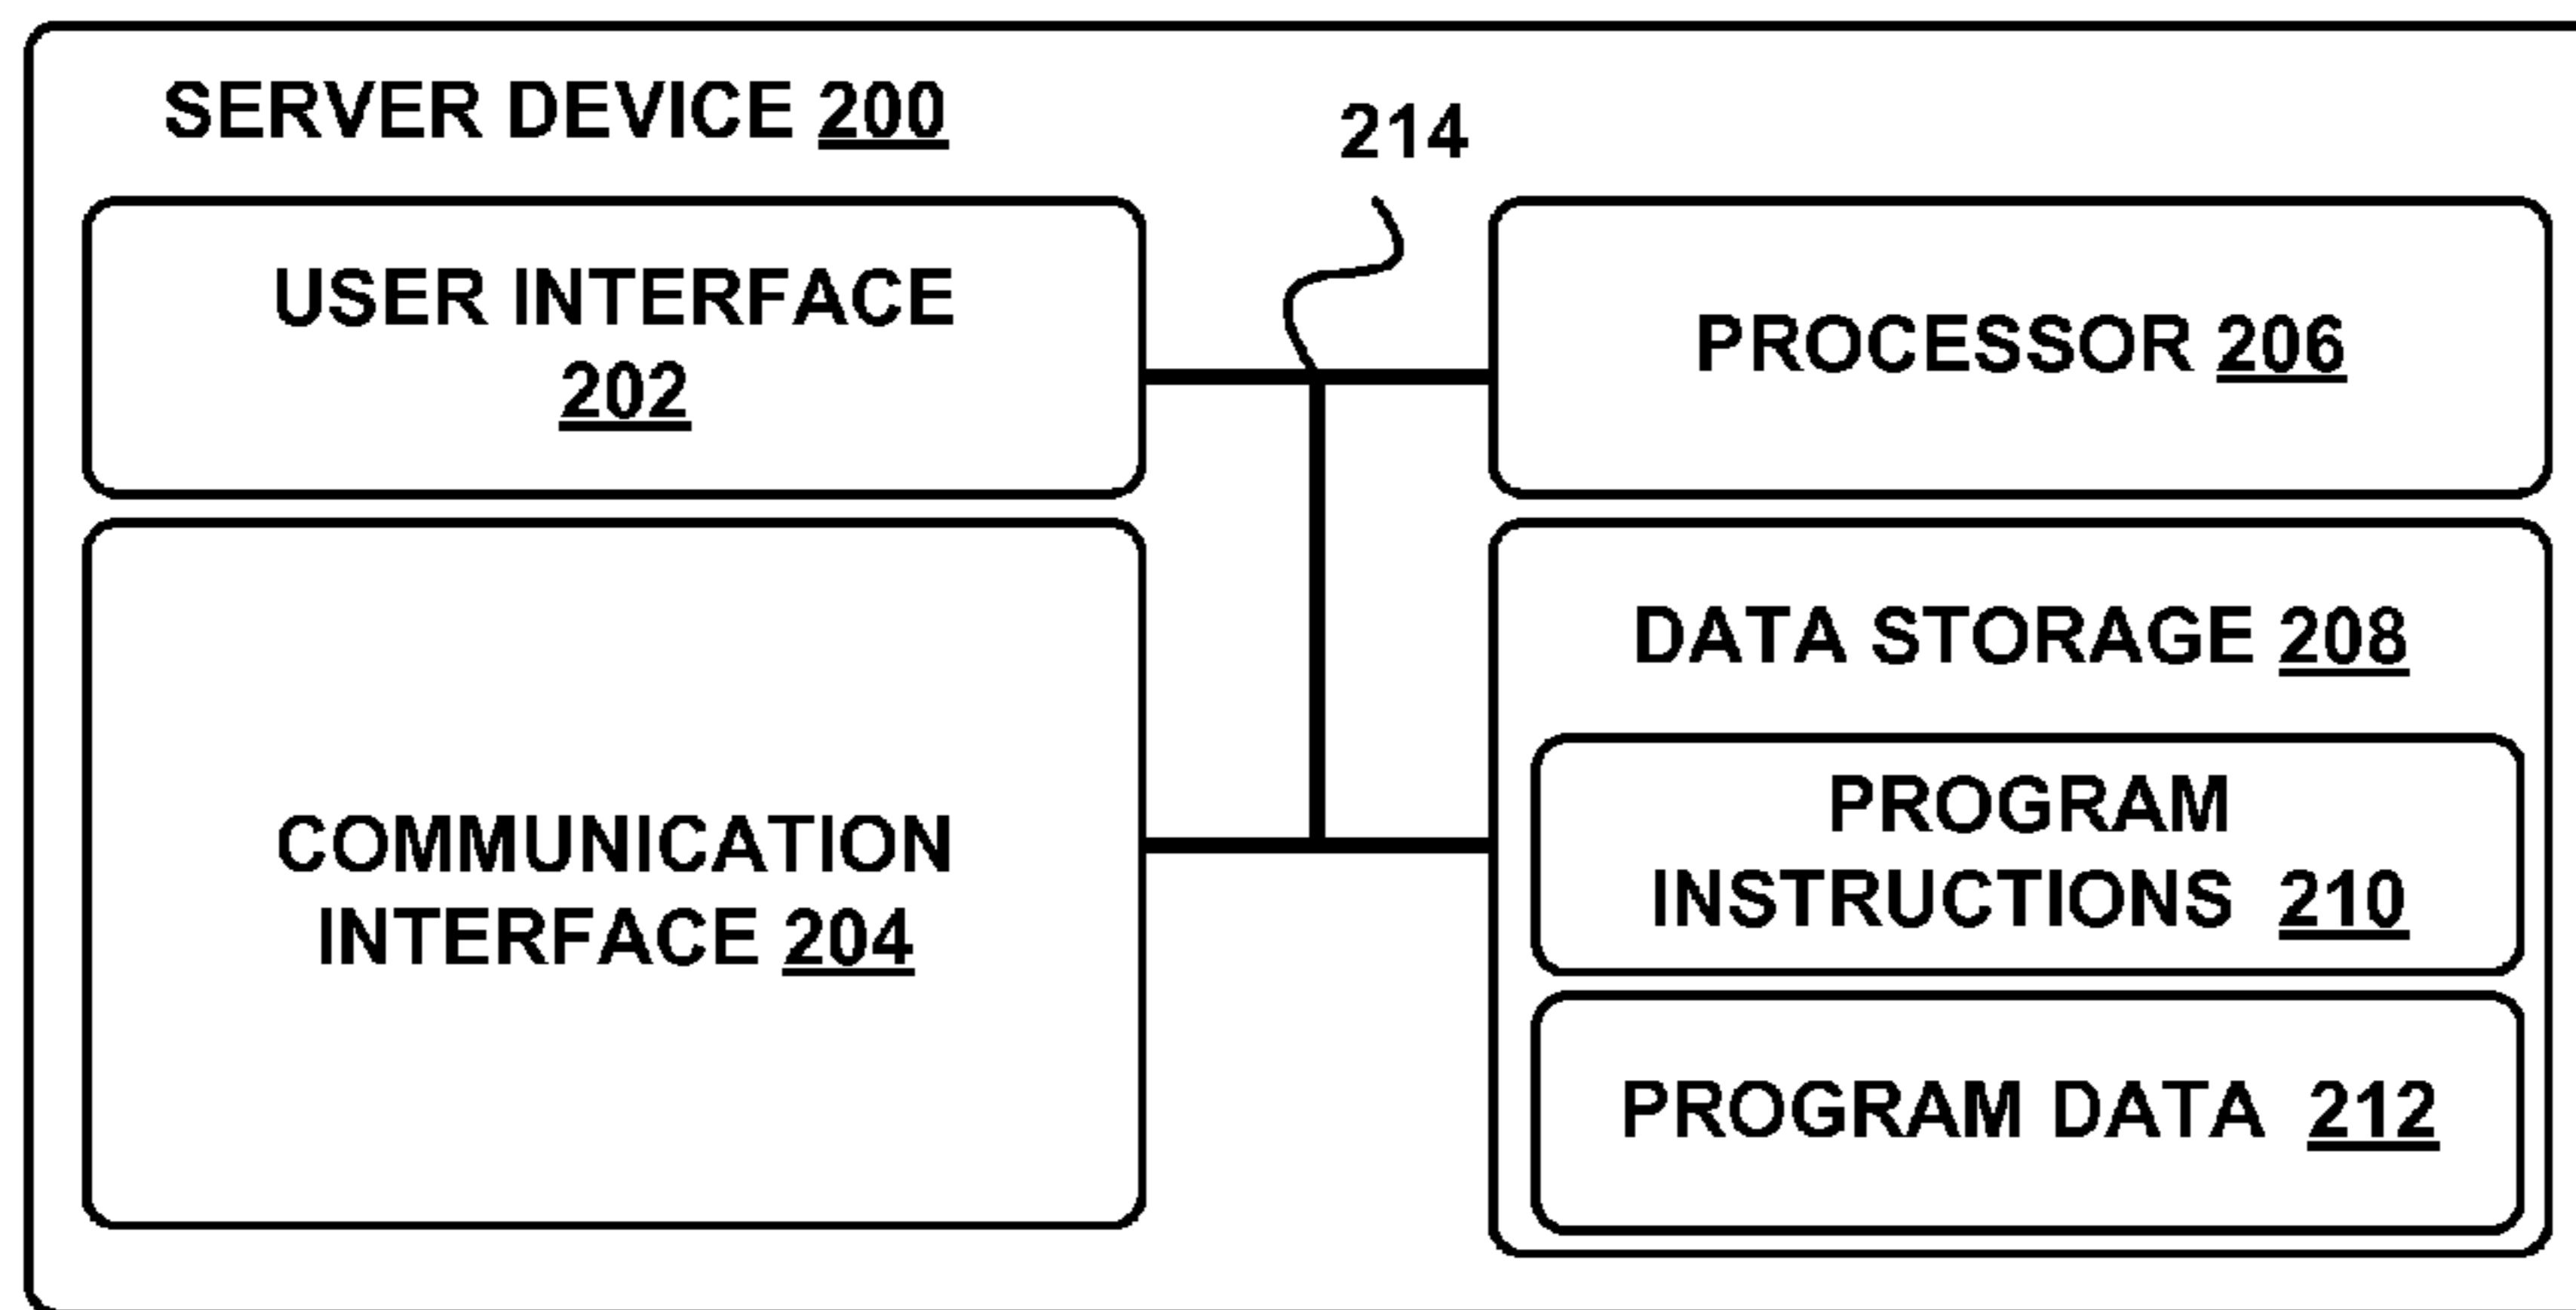 SERVER DEVICE 200
214
USER INTERFACE
202
PROCESSOR 206
COMMUNICATION
INTERFACE 204
DATA STORAGE 208
PROGRAM
INSTRUCTIONS 210
PROGRAM DATA 212